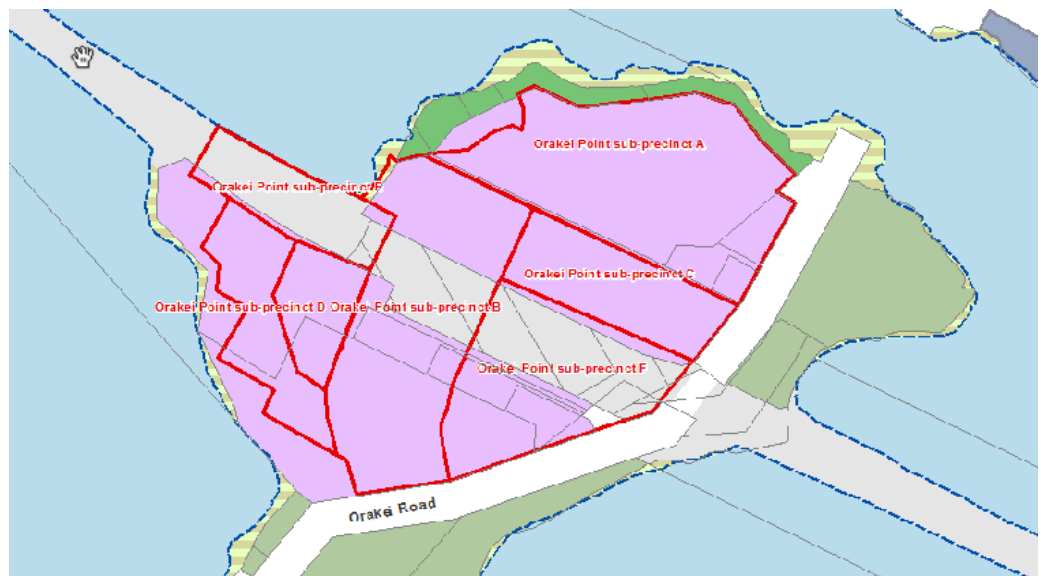 Orakei Point sub-precinct A
Orakei Point sub-precinct
Orakei Point sub-precinct C
Orakei Point sub-precinct D
Orakei Point sub-precinct B
Orakei Point sub-precinct F
Orakei Road